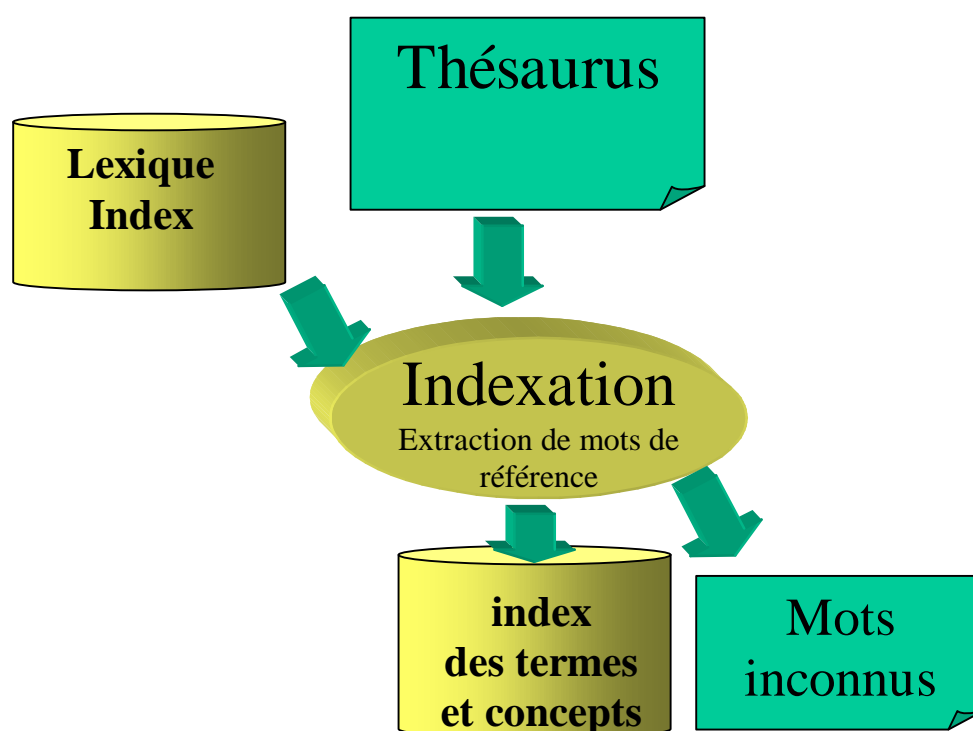 Thésaurus
Lexique
Index
Indexation
Extraction de mots de
référence
index
des termes
et concepts
Mots
inconnus